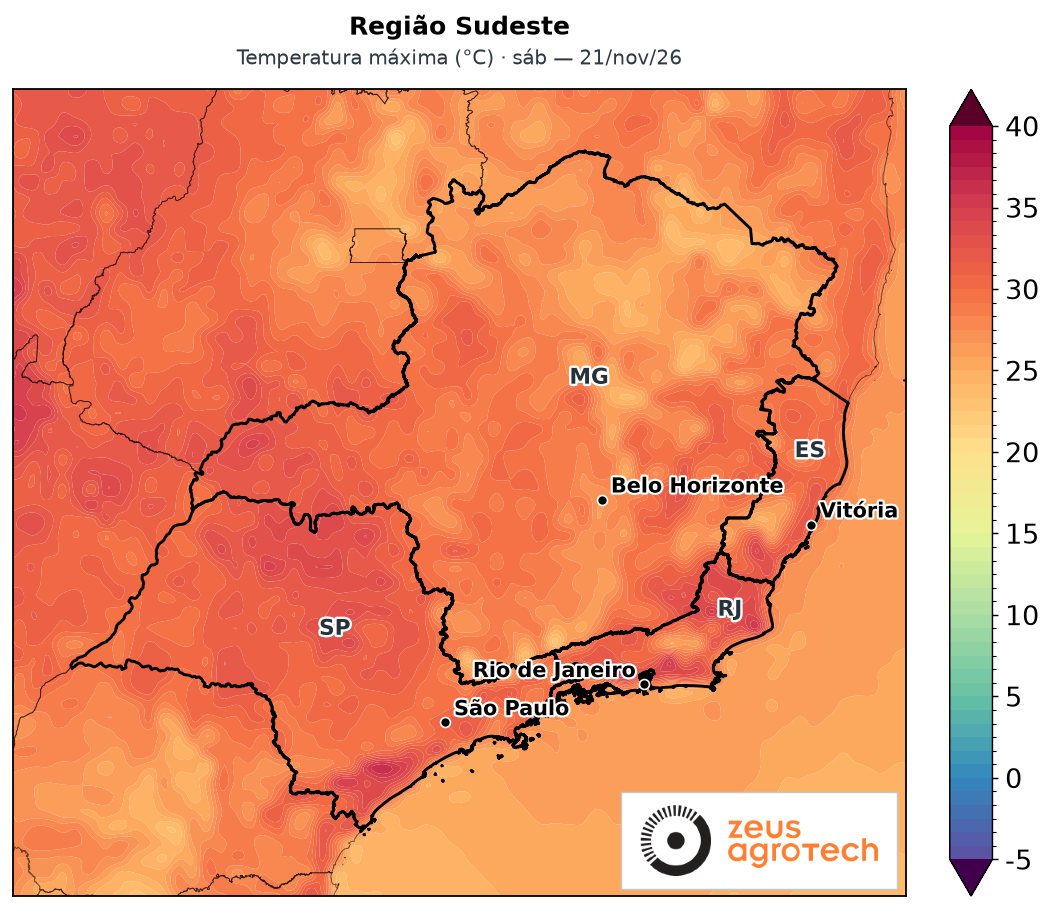 Região Sudeste
Temperatura máxima (°C) · sáb — 21/nov/26
MG
ES
Belo Horizonte
Vitória
RJ
SP
Rio de Janeiro
São Paulo
40
35
30
25
20
15
10
5
0
-5
zeus
agrotech